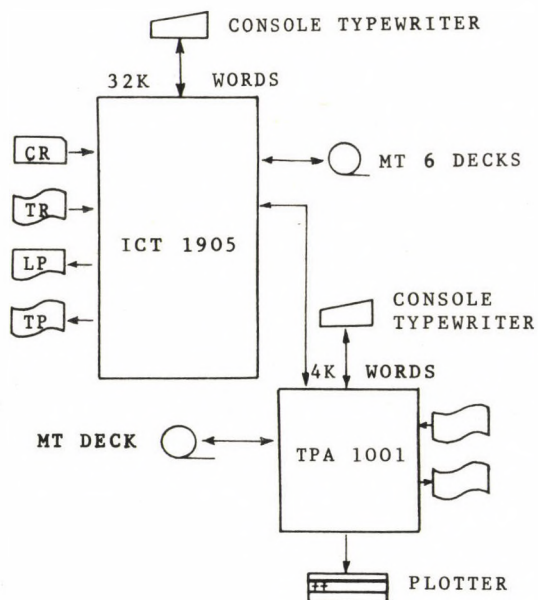 CONSOLE TYPEWRITER
32K WORDS
CR
MT 6 DECKS
TR
ICT 1905
LP
TP
CONSOLE
TYPEWRITER
4K WORDS
MT DECK
TPA 1001
PLOTTER